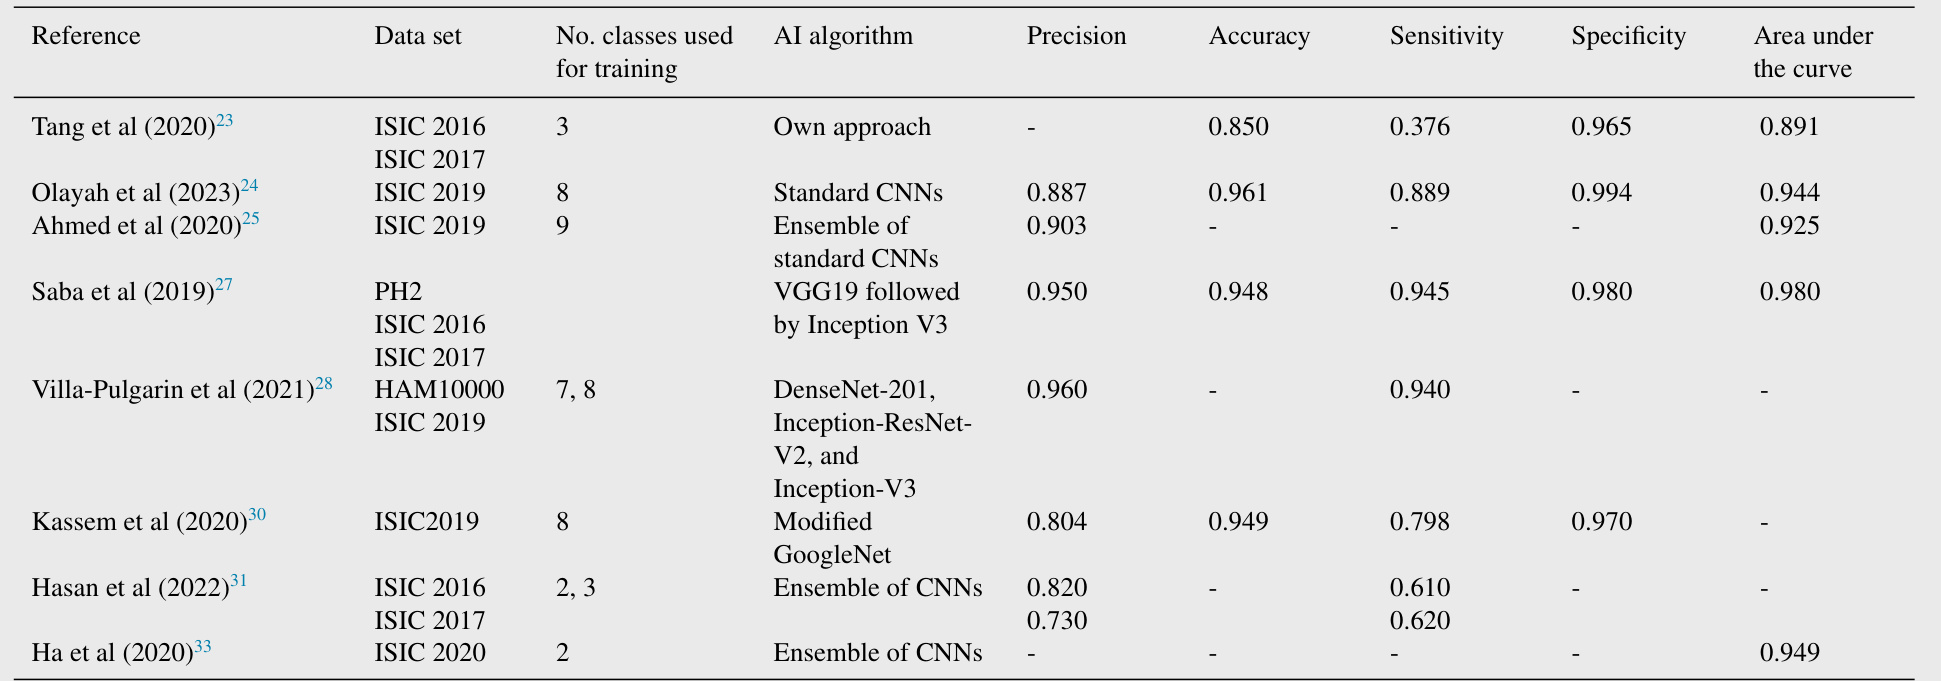 Reference Data set No. classes used AI algorithm Precision Accuracy Sensitivity Specificity Area under
for training the curve
Tang et al (2020)23 ISIC 2016 3 Own approach - 0.850 0.376 0.965 0.891
ISIC 2017
Olayah et al (2023)24 ISIC 2019 8 Standard CNNs 0.887 0.961 0.889 0.994 0.944
Ahmed et al (2020)25 ISIC 2019 9 Ensemble of 0.903 - - - 0.925
standard CNNs
Saba et al (2019)27 PH2 VGG19 followed 0.950 0.948 0.945 0.980 0.980
ISIC 2016 by Inception V3
ISIC 2017
Villa-Pulgarin et al (2021)28 HAM10000 7, 8 DenseNet-201, 0.960 - 0.940 - -
ISIC 2019 Inception-ResNet-
V2, and
Inception-V3
Kassem et al (2020)30 ISIC2019 8 Modified 0.804 0.949 0.798 0.970 -
GoogleNet
Hasan et al (2022)31 ISIC 2016 2, 3 Ensemble of CNNs 0.820 - 0.610 - -
ISIC 2017 0.730 0.620
Ha et al (2020)33 ISIC 2020 2 Ensemble of CNNs - - - - 0.949